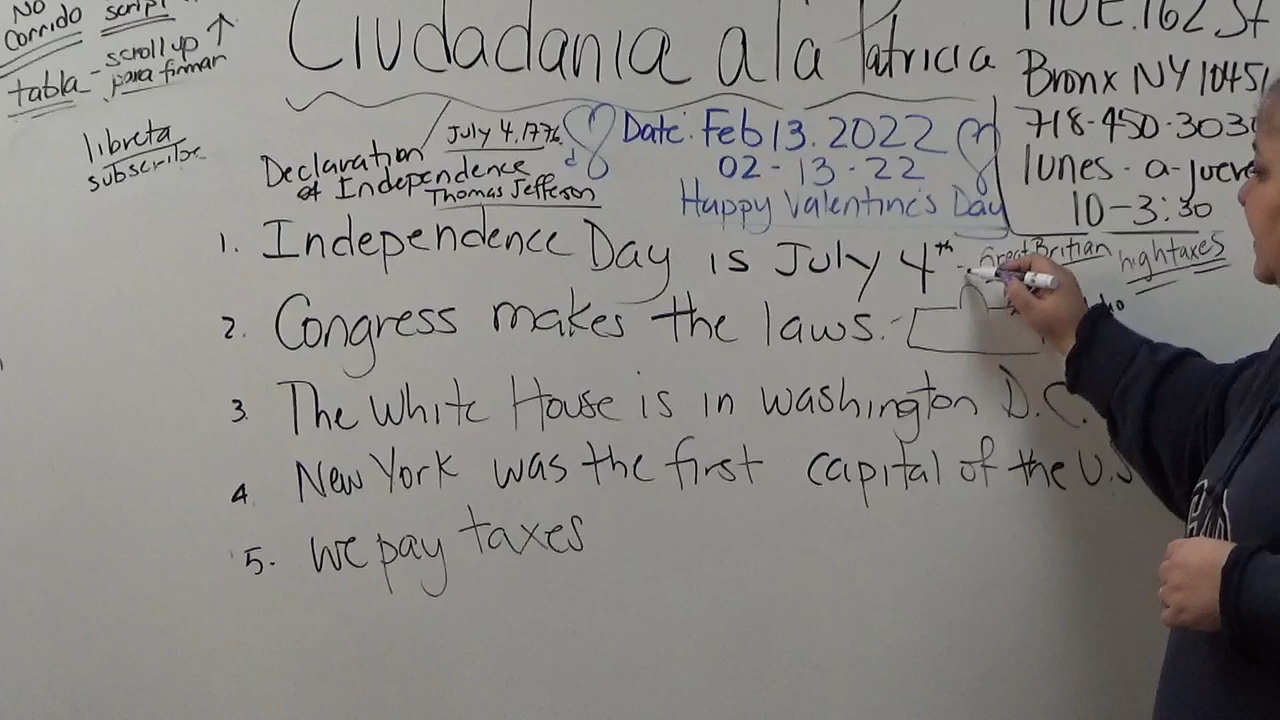 No script
Corrido
tabla - scroll up ↑
para firmar
libreta
subscribe
Ciudadania a la Patricia
162 St
Bronx NY 10451
718-450-303
lunes - a - jueve
10-3:30
Declaration / July 4, 1776
of Independence
Thomas Jefferson
Date: Feb 13. 2022
02-13-22
Happy Valentine's Day
1. Independence Day is July 4th - Great Britian high taxes
2. Congress makes the laws.
3. The White House is in Washington D.C.
4. New York was the first capital of the U.S
5. We pay taxes